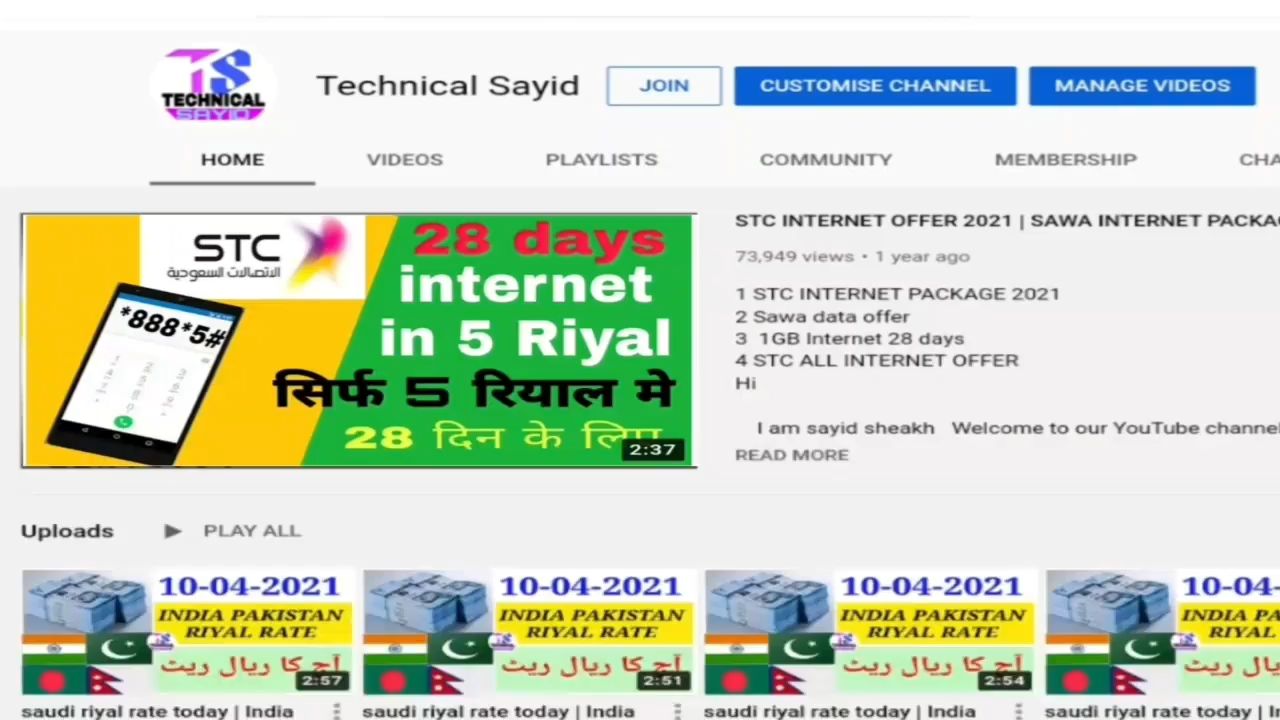 TS
TECHNICAL
SAYID
Technical Sayid
JOIN
CUSTOMISE CHANNEL
MANAGE VIDEOS
HOME
VIDEOS
PLAYLISTS
COMMUNITY
MEMBERSHIP
CHA
STC
الاتصالات السعودية
*888*5#
28 days
internet
in 5 Riyal
सिर्फ 5 रियाल मे
28 दिन के लिए
2:37
STC INTERNET OFFER 2021 | SAWA INTERNET PACKA
73,949 views • 1 year ago
1 STC INTERNET PACKAGE 2021
2 Sawa data offer
3 1GB Internet 28 days
4 STC ALL INTERNET OFFER
Hi
I am sayid sheakh Welcome to our YouTube channel
READ MORE
Uploads
PLAY ALL
10-04-2021
INDIA PAKISTAN
RIYAL RATE
آج کا ریال ریٹ
2:57
saudi riyal rate today | India
10-04-2021
INDIA PAKISTAN
RIYAL RATE
آج کا ریال ریٹ
2:51
saudi riyal rate today | India
10-04-2021
INDIA PAKISTAN
RIYAL RATE
آج کا ریال ریٹ
2:54
saudi riyal rate today | India
10-04-
INDIA PA
RIYAL
saudi riyal rate today | I